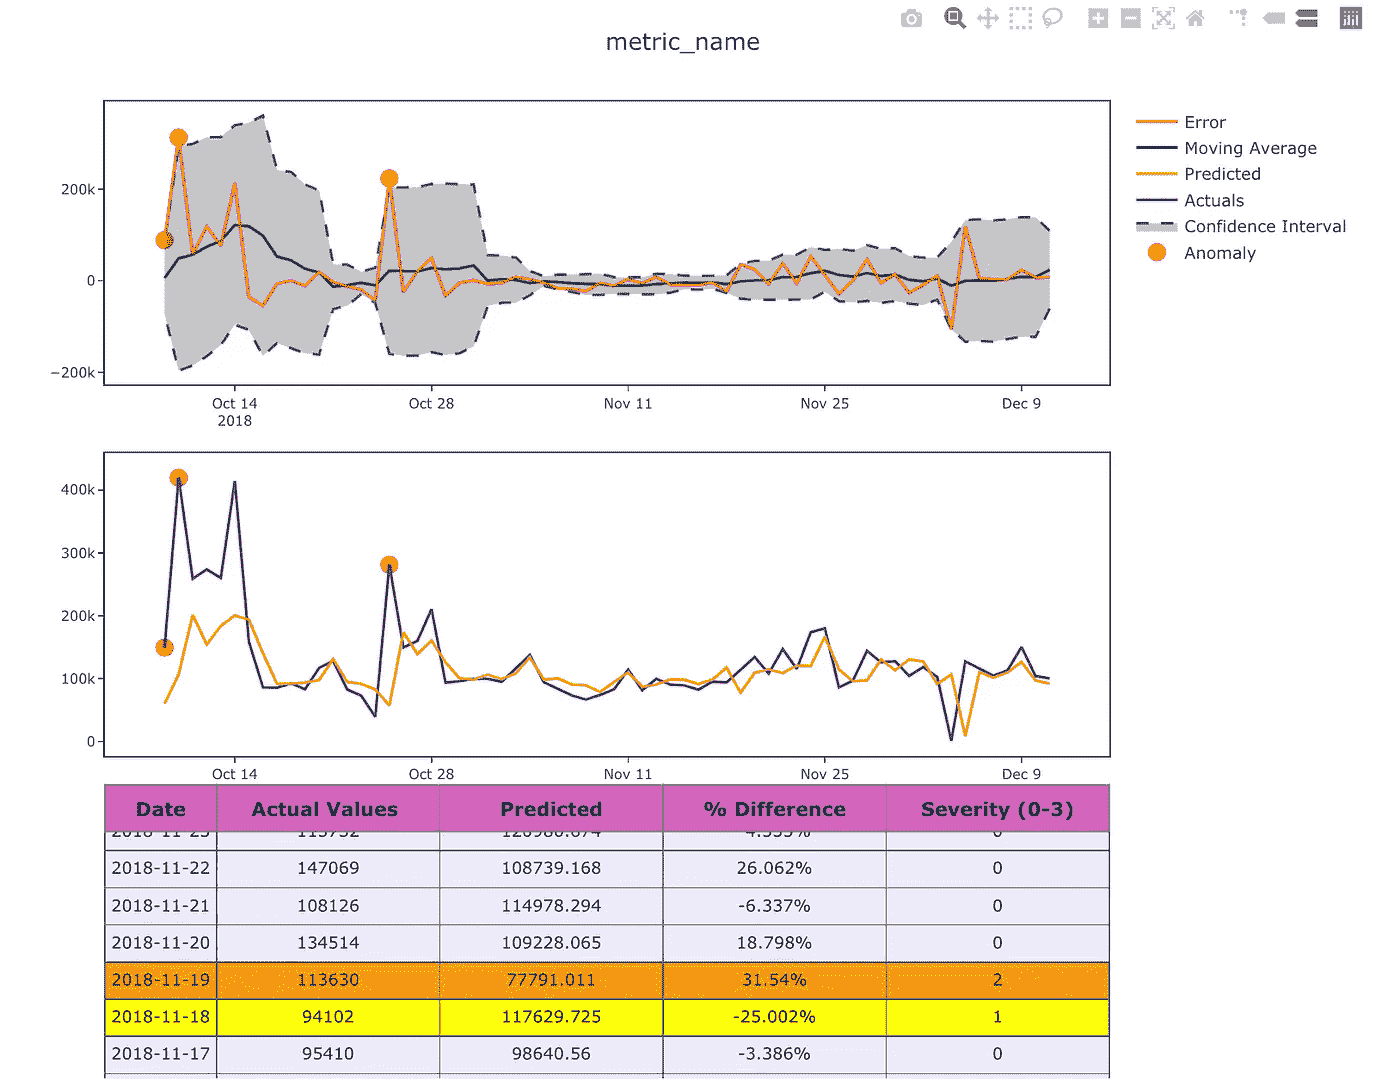 metric_name
Error
Moving Average
Predicted
Actuals
Confidence Interval
Anomaly
200k
0
−200k
Oct 14 Oct 28 Nov 11 Nov 25 Dec 9
2018
400k
300k
200k
100k
0
Oct 14 Oct 28 Nov 11 Nov 25 Dec 9
Date Actual Values Predicted % Difference Severity (0-3)
2018-11-22 147069 108739.168 26.062% 0
2018-11-21 108126 114978.294 -6.337% 0
2018-11-20 134514 109228.065 18.798% 0
2018-11-19 113630 77791.011 31.54% 2
2018-11-18 94102 117629.725 -25.002% 1
2018-11-17 95410 98640.56 -3.386% 0